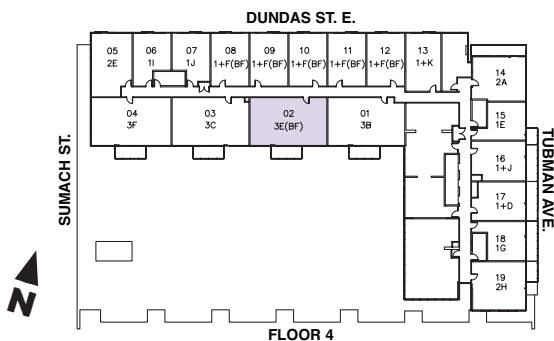 DUNDAS ST. E.
05
2E
06
1I
07
1J
08
1+F(BF)
09
1+F(BF)
10
1+F(BF)
11
1+F(BF)
12
1+F(BF)
13
1+K
14
2A
15
1E
04
3F
03
3C
02
3E(BF)
01
3B
16
1+J
17
1+D
18
1G
19
2H
SUMACH ST.
TUBMAN AVE.
N
FLOOR 4